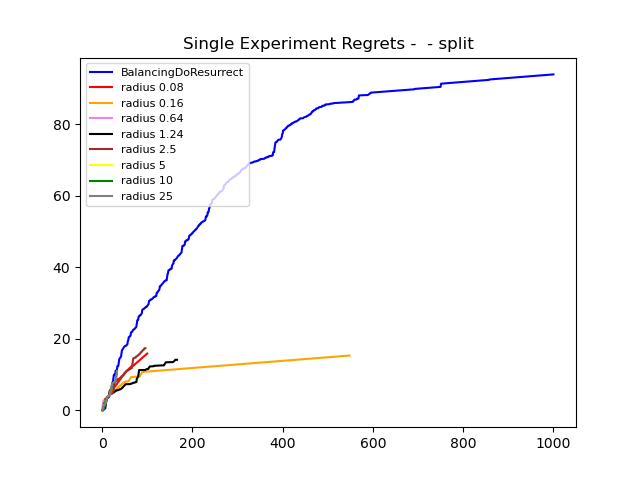 Single Experiment Regrets -  - split
BalancingDoResurrect
radius 0.08
radius 0.16
radius 0.64
radius 1.24
radius 2.5
radius 5
radius 10
radius 25
80
60
40
20
0
0 200 400 600 800 1000